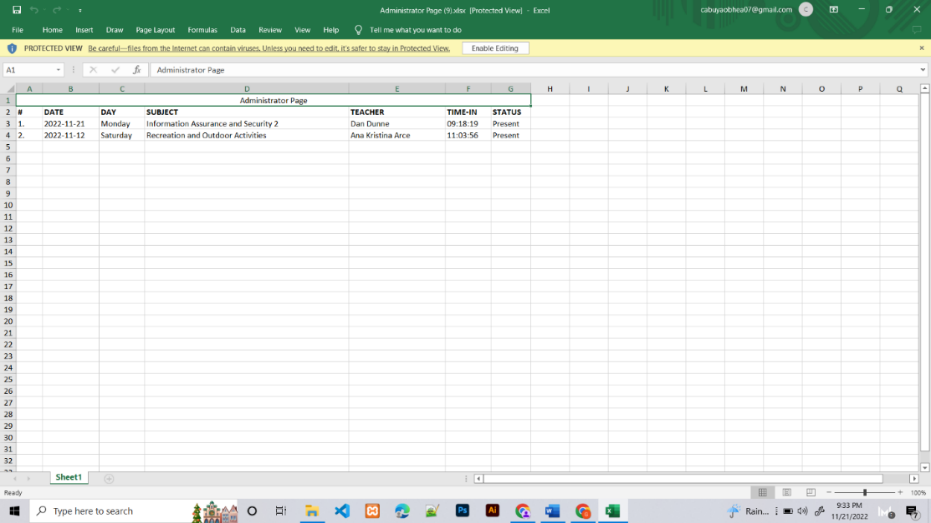 Administrator Page (9).xlsx [Protected View] - Excel
cabuyaobhea07@gmail.com C
File Home Insert Draw Page Layout Formulas Data Review View Help Tell me what you want to do
PROTECTED VIEW Be careful—files from the Internet can contain viruses. Unless you need to edit, it's safer to stay in Protected View. Enable Editing
A1 fx Administrator Page
A B C D E F G H I J K L M N O P Q
1 Administrator Page
2 # DATE DAY SUBJECT TEACHER TIME-IN STATUS
3 1. 2022-11-21 Monday Information Assurance and Security 2 Dan Dunne 09:18:19 Present
4 2. 2022-11-12 Saturday Recreation and Outdoor Activities Ana Kristina Arce 11:03:56 Present
5
6
7
8
9
10
11
12
13
14
15
16
17
18
19
20
21
22
23
24
25
26
27
28
29
30
31
32
Sheet1
Ready 100%
Type here to search Ps Ai Rain... 9:33 PM
11/21/2022